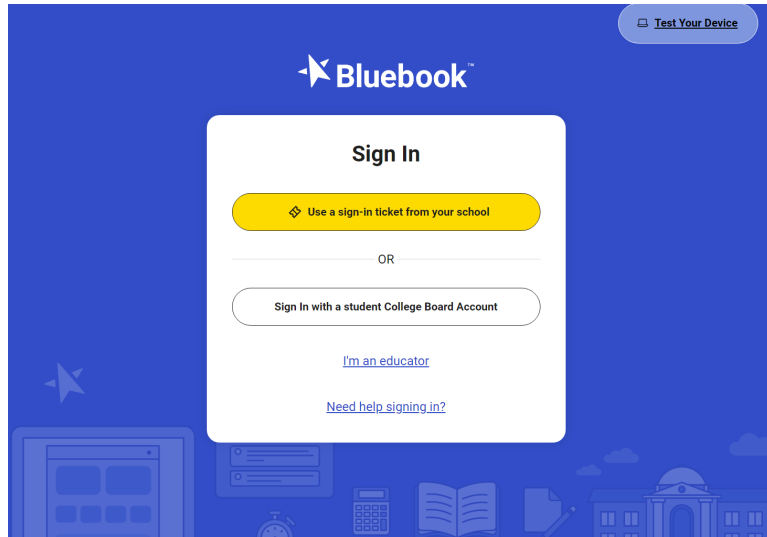 Test Your Device
Bluebook™
Sign In
Use a sign-in ticket from your school
OR
Sign In with a student College Board Account
I'm an educator
Need help signing in?